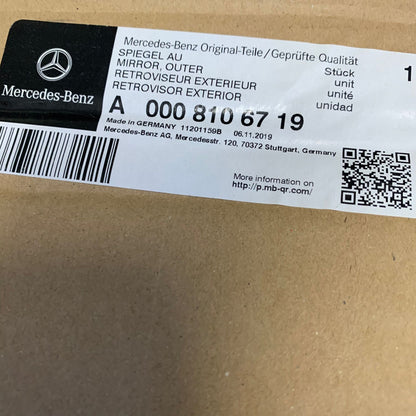 Mercedes-Benz
Mercedes-Benz Original-Teile/Geprüfte Qualität
SPIEGEL AU Stück 1
MIRROR, OUTER unit
RETROVISEUR EXTERIEUR unité
RETROVISOR EXTERIOR unidad
A 000 810 67 19
Made in GERMANY 11201159B 06.11.2019
Mercedes-Benz AG, Mercedesstr. 120, 70372 Stuttgart, Germany
More information on
http://p.mb-qr.com/